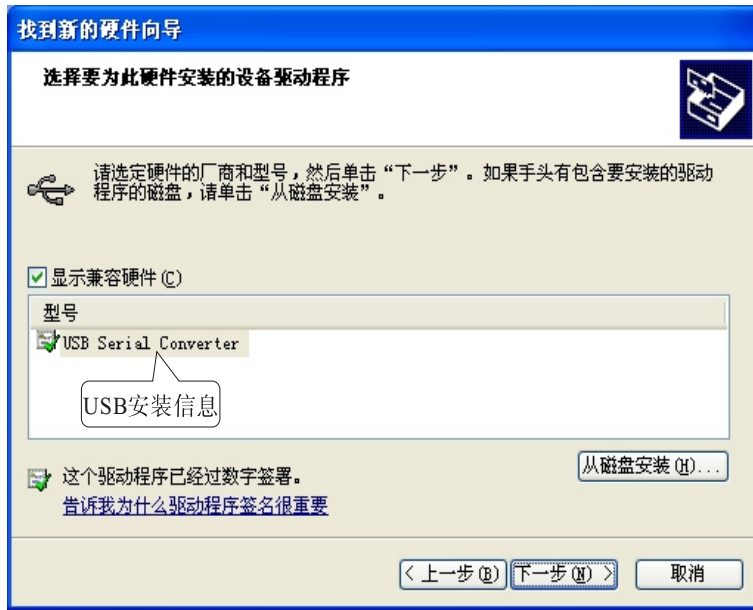 找到新的硬件向导
选择要为此硬件安装的设备驱动程序
请选定硬件的厂商和型号，然后单击“下一步”。如果手头有包含要安装的驱动
程序的磁盘，请单击“从磁盘安装”。
显示兼容硬件(C)
型号
USB Serial Converter
USB安装信息
这个驱动程序已经过数字签署。
告诉我为什么驱动程序签名很重要
从磁盘安装(H)...
< 上一步(B)
下一步(N) >
取消